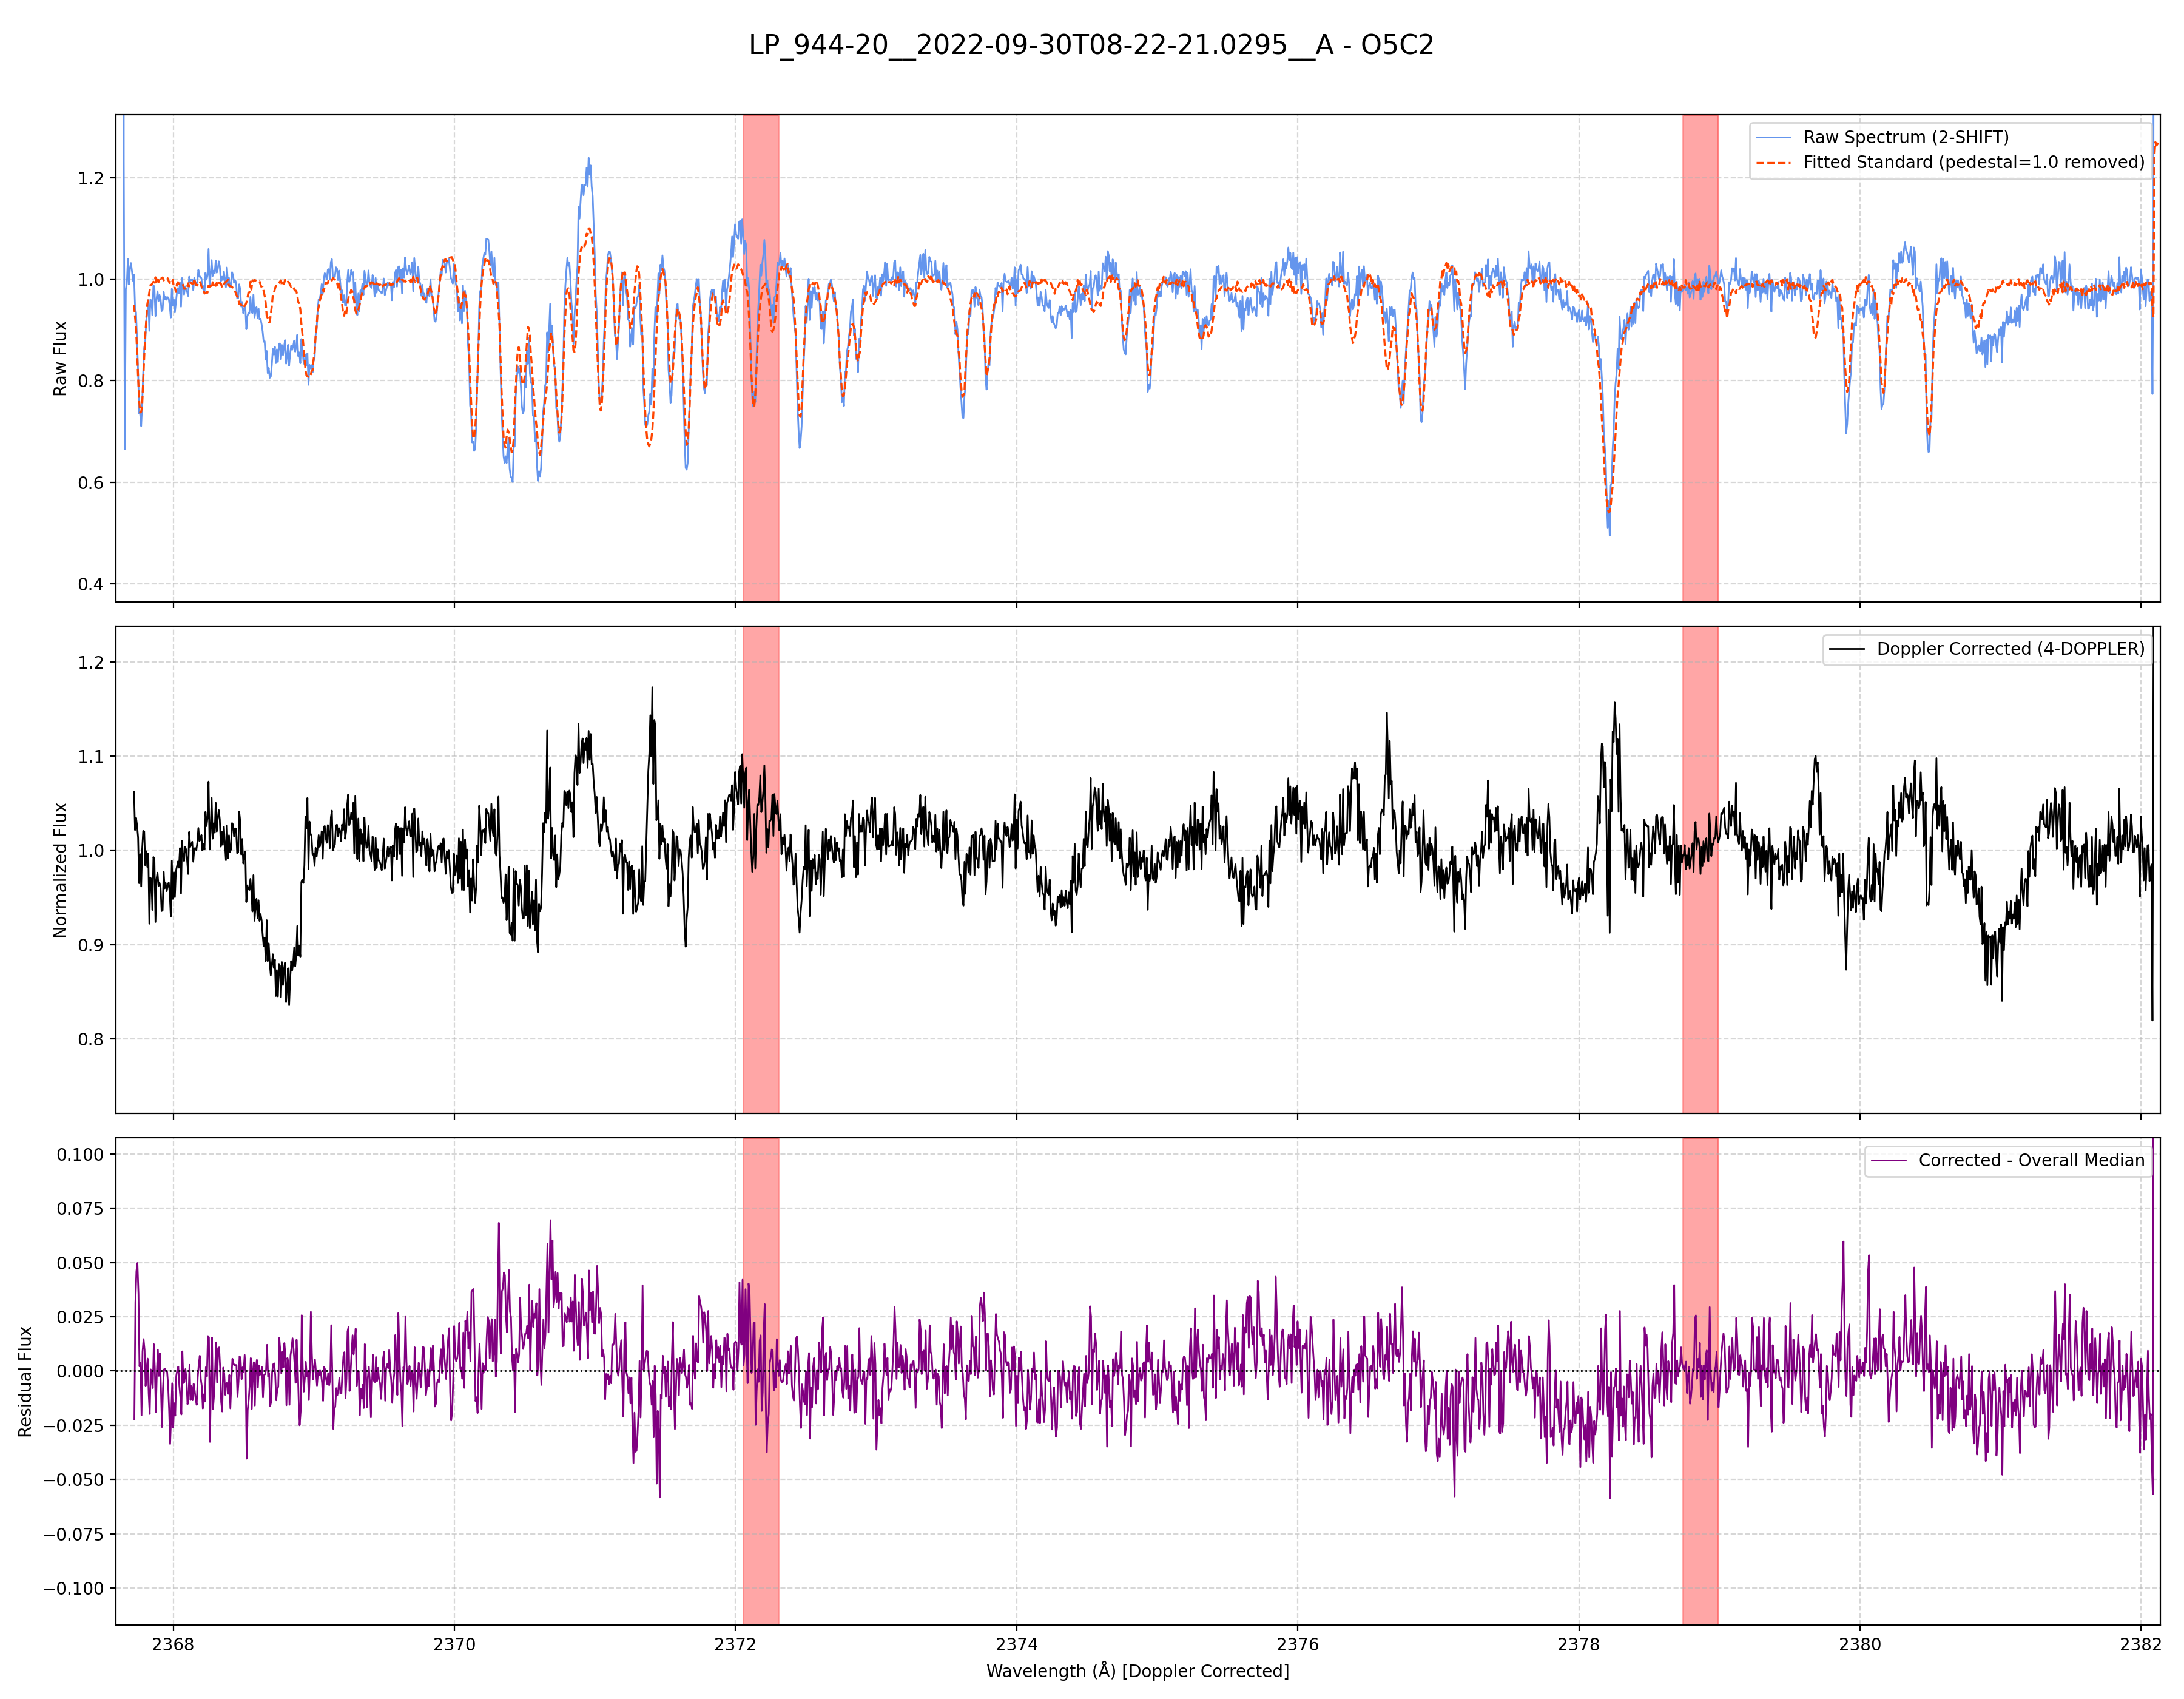 LP_944-20__2022-09-30T08-22-21.0295__A - O5C2
Raw Flux
1.2
1.0
0.8
0.6
0.4
Raw Spectrum (2-SHIFT)
Fitted Standard (pedestal=1.0 removed)
Normalized Flux
1.2
1.1
1.0
0.9
0.8
Doppler Corrected (4-DOPPLER)
Residual Flux
0.100
0.075
0.050
0.025
0.000
−0.025
−0.050
−0.075
−0.100
Corrected - Overall Median
2368 2370 2372 2374 2376 2378 2380 2382
Wavelength (Å) [Doppler Corrected]